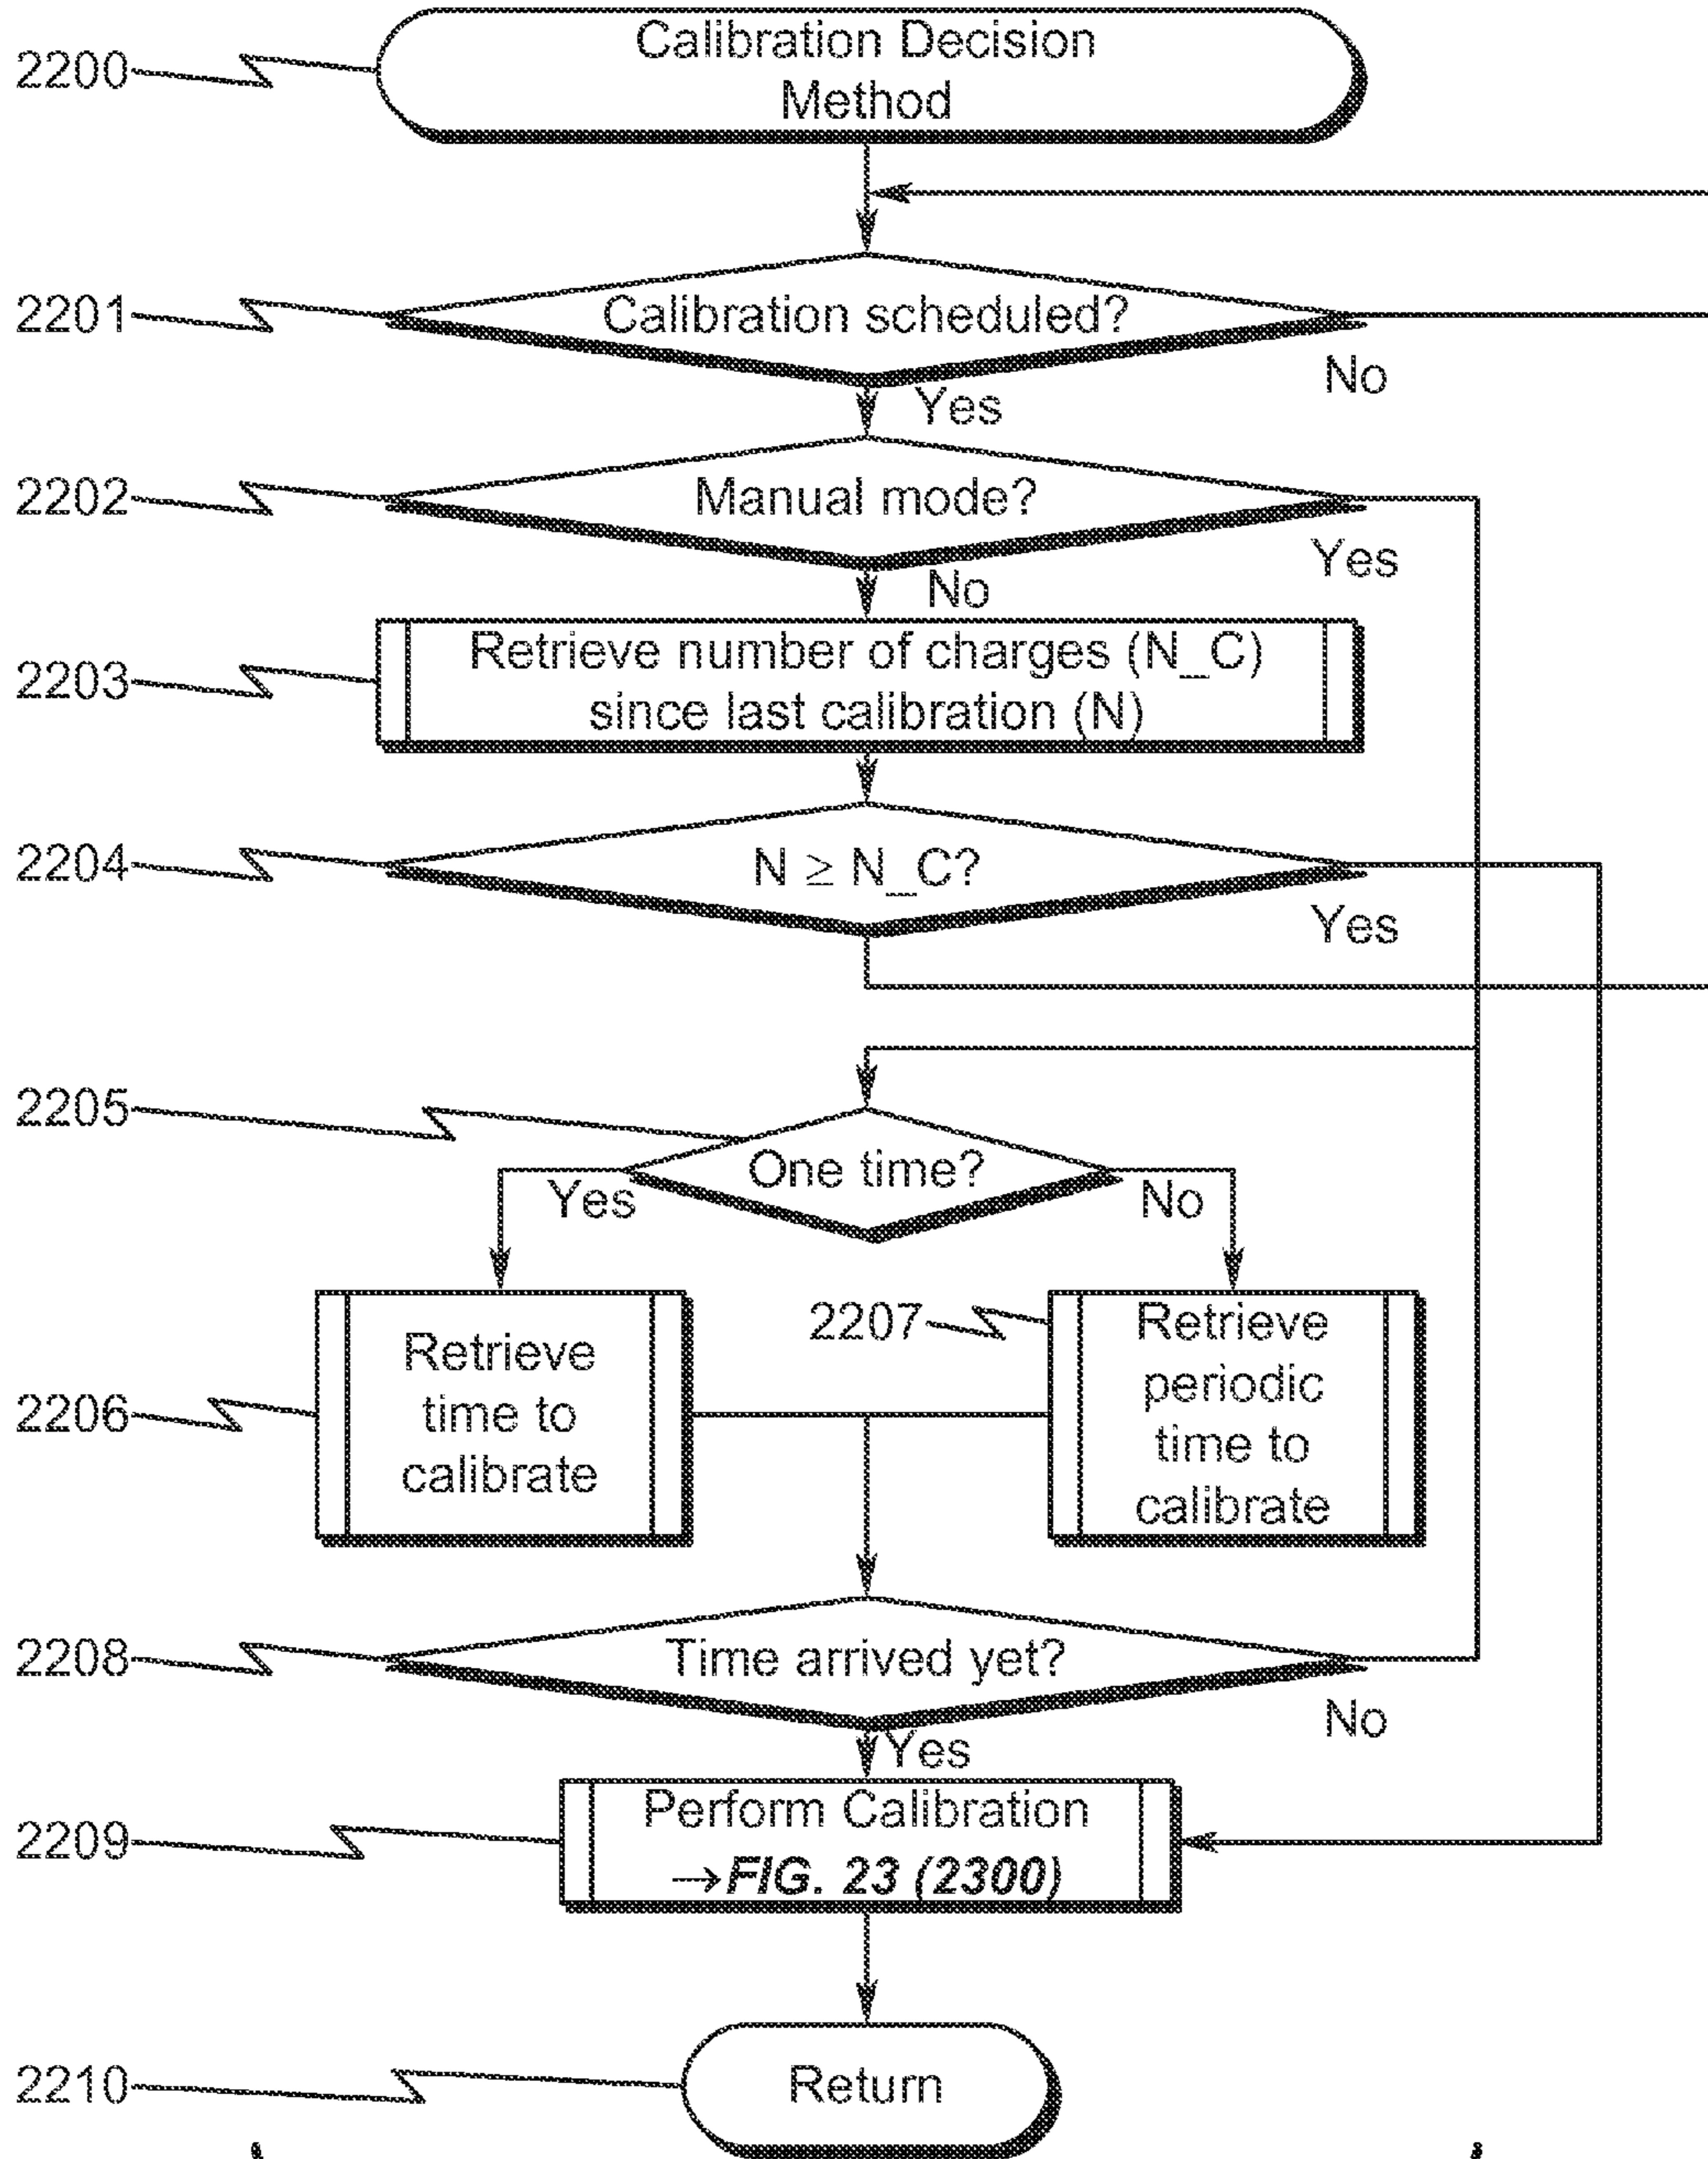 2200
Calibration Decision
Method
2201
Calibration scheduled?
No
Yes
2202
Manual mode?
Yes
No
2203
Retrieve number of charges (N_C)
since last calibration (N)
2204
N ≥ N_C?
Yes
2205
One time?
Yes
No
2206
Retrieve
time to
calibrate
2207
Retrieve
periodic
time to
calibrate
2208
Time arrived yet?
No
Yes
2209
Perform Calibration
→FIG. 23 (2300)
2210
Return